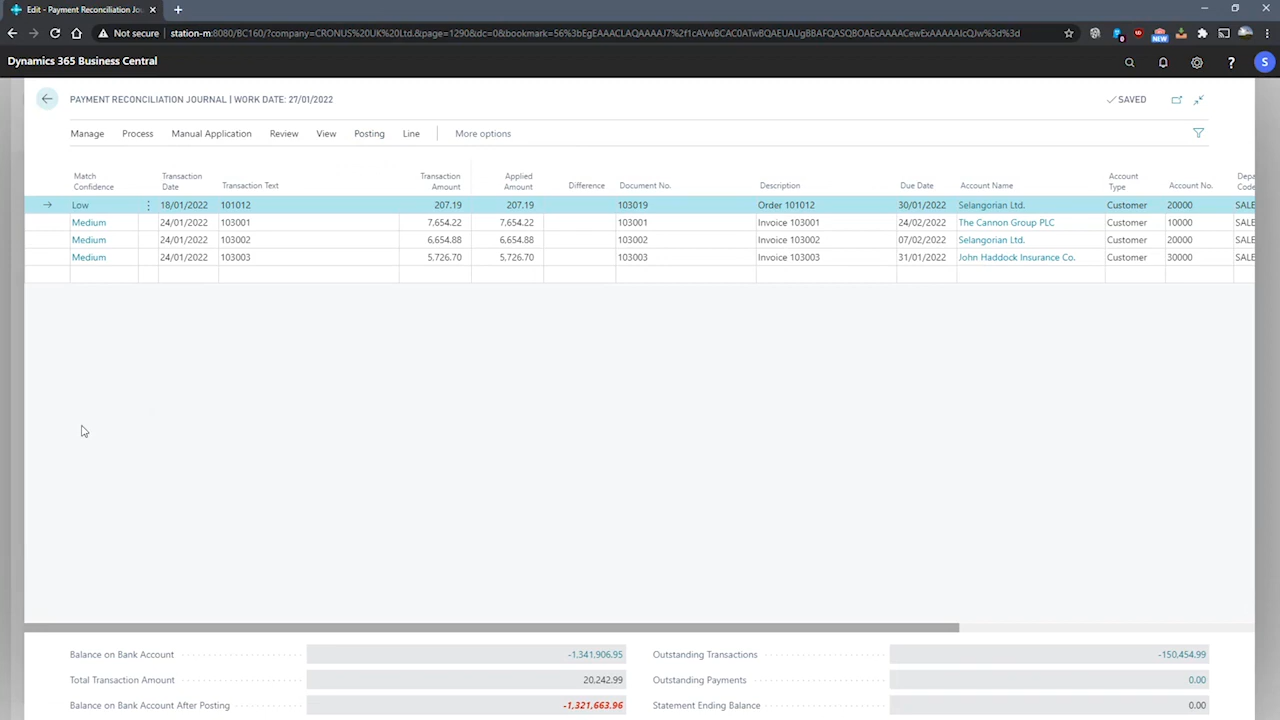 Edit - Payment Reconciliation Jou
Not secure | station-m:8080/BC160/?company=CRONUS%20UK%20Ltd.&page=1290&dc=0&bookmark=
NEW
Dynamics 365 Business Central
?
S
PAYMENT RECONCILIATION JOURNAL | WORK DATE: 27/01/2022
SAVED
Manage Process Manual Application Review View Posting Line More options
Match Confidence Transaction Date Transaction Text Transaction Amount Applied Amount Difference Document No. Description Due Date Account Name Account Type Account No. Depa Code
Low 18/01/2022 101012 207.19 207.19 103019 Order 101012 30/01/2022 Selangorian Ltd. Customer 20000 SALE
Medium 24/01/2022 103001 7,654.22 7,654.22 103001 Invoice 103001 24/02/2022 The Cannon Group PLC Customer 10000 SALE
Medium 24/01/2022 103002 6,654.88 6,654.88 103002 Invoice 103002 07/02/2022 Selangorian Ltd. Customer 20000 SALE
Medium 24/01/2022 103003 5,726.70 5,726.70 103003 Invoice 103003 31/01/2022 John Haddock Insurance Co. Customer 30000 SALE
Balance on Bank Account -1,341,906.95 Outstanding Transactions -150,454.99
Total Transaction Amount 20,242.99 Outstanding Payments 0.00
Balance on Bank Account After Posting -1,321,663.96 Statement Ending Balance 0.00